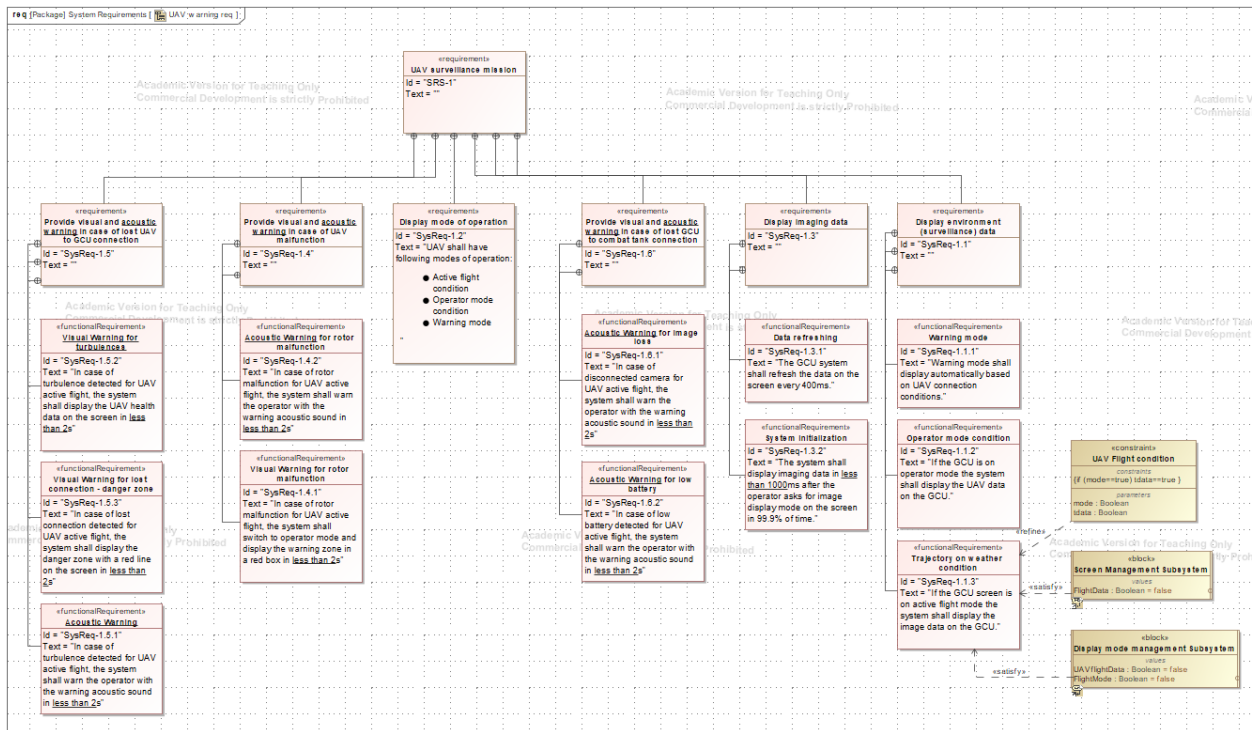 req [Package] System Requirements [ UAV warning req ]
«requirement»
UAV surveillance mission
Id = "SRS-1"
Text = ""
Academic Version for Teaching Only
Commercial Development is strictly Prohibited
Academic Version for Teaching Only
Commercial Development is strictly Prohibited
Academic V
Commercial
«requirement»
Provide visual and acoustic
warning in case of lost UAV
to GCU connection
Id = "SysReq-1.5"
Text = ""
«requirement»
Provide visual and acoustic
warning in case of UAV
malfunction
Id = "SysReq-1.4"
Text = ""
«requirement»
Display mode of operation
Id = "SysReq-1.2"
Text = "UAV shall have
following modes of operation:
● Active flight
condition
● Operator mode
condition
● Warning mode
"
«requirement»
Provide visual and acoustic
warning in case of lost GCU
to combat tank connection
Id = "SysReq-1.6"
Text = ""
«requirement»
Display imaging data
Id = "SysReq-1.3"
Text = ""
«requirement»
Display environment
(surveillance) data
Id = "SysReq-1.1"
Text = ""
«functionalRequirement»
Visual Warning for
turbulences
Id = "SysReq-1.5.2"
Text = "In case of
turbulence detected for UAV
active flight, the system
shall display the UAV health
data on the screen in less
than 2s"
«functionalRequirement»
Acoustic Warning for rotor
malfunction
Id = "SysReq-1.4.2"
Text = "In case of rotor
malfunction for UAV active
flight, the system shall warn
the operator with the
warning acoustic sound in
less than 2s"
«functionalRequirement»
Acoustic Warning for image
loss
Id = "SysReq-1.6.1"
Text = "In case of
disconnected camera for
UAV active flight, the
system shall warn the
operator with the warning
acoustic sound in less than
2s"
«functionalRequirement»
Data refreshing
Id = "SysReq-1.3.1"
Text = "The GCU system
shall refresh the data on the
screen every 400ms."
«functionalRequirement»
Warning mode
Id = "SysReq-1.1.1"
Text = "Warning mode shall
display automatically based
on UAV connection
conditions."
«functionalRequirement»
Visual Warning for lost
connection - danger zone
Id = "SysReq-1.5.3"
Text = "In case of lost
connection detected for
UAV active flight, the
system shall display the
danger zone with a red line
on the screen in less than
2s"
«functionalRequirement»
Visual Warning for rotor
malfunction
Id = "SysReq-1.4.1"
Text = "In case of rotor
malfunction for UAV active
flight, the system shall
switch to operator mode and
display the warning zone in
a red box in less than 2s"
«functionalRequirement»
Acoustic Warning for low
battery
Id = "SysReq-1.6.2"
Text = "In case of low
battery detected for UAV
active flight, the system
shall warn the operator with
the warning acoustic sound
in less than 2s"
«functionalRequirement»
System initialization
Id = "SysReq-1.3.2"
Text = "The system shall
display imaging data in less
than 1000ms after the
operator asks for image
display mode on the screen
in 99.9% of time."
«functionalRequirement»
Operator mode condition
Id = "SysReq-1.1.2"
Text = "If the GCU is on
operator mode the system
shall display the UAV data
on the GCU."
«functionalRequirement»
Acoustic Warning
Id = "SysReq-1.5.1"
Text = "In case of
turbulence detected for UAV
active flight, the system
shall warn the operator with
the warning acoustic sound
in less than 2s"
«functionalRequirement»
Trajectory on weather
condition
Id = "SysReq-1.1.3"
Text = "If the GCU screen is
on active flight mode the
system shall display the
image data on the GCU."
«constraint»
UAV Flight condition
constraints
{if (mode==true) tdata==true }
parameters
mode : Boolean
tdata : Boolean
«refine»
«block»
Screen Management Subsystem
values
FlightData : Boolean = false
«satisfy»
«block»
Display mode management Subsystem
values
UAVflightData : Boolean = false
FlightMode : Boolean = false
«satisfy»